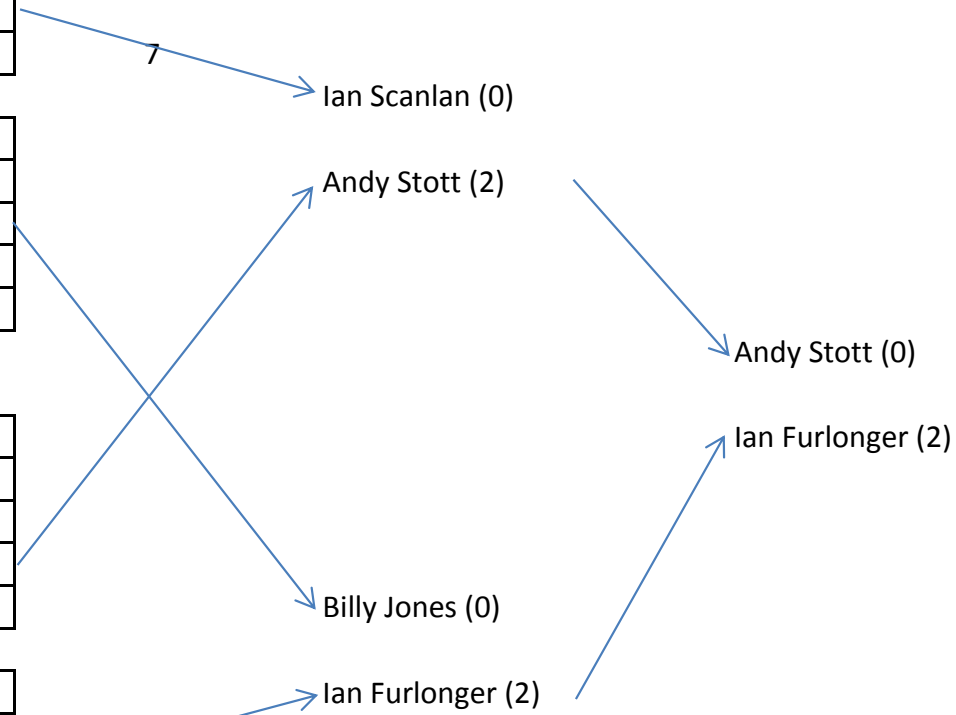 7
Ian Scanlan (0)
Andy Stott (2)
Andy Stott (0)
Ian Furlonger (2)
Billy Jones (0)
Ian Furlonger (2)